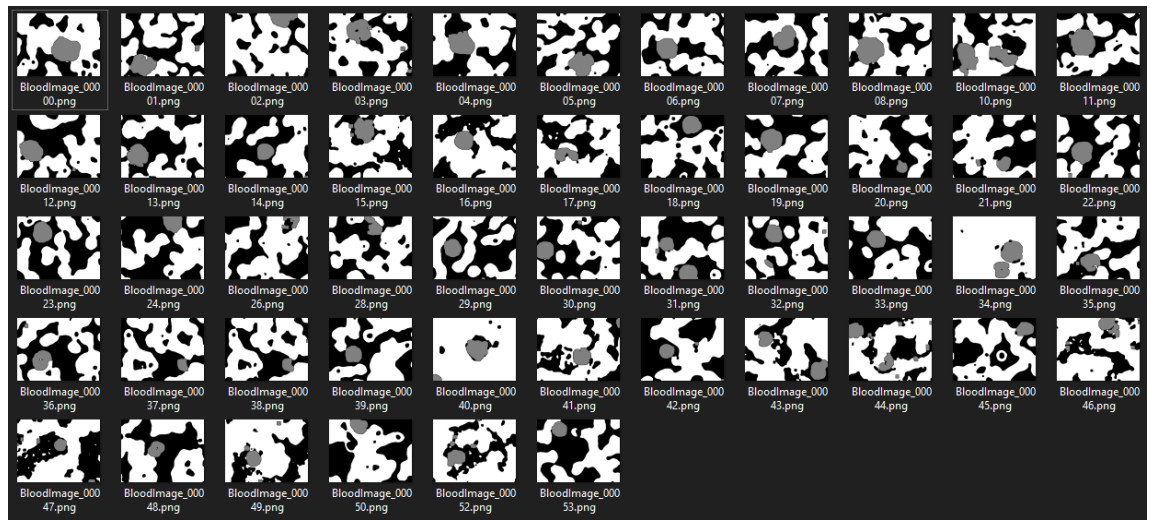 BloodImage_000 BloodImage_000 BloodImage_000 BloodImage_000 BloodImage_000 BloodImage_000 BloodImage_000 BloodImage_000 BloodImage_000 BloodImage_000 BloodImage_000
00.png 01.png 02.png 03.png 04.png 05.png 06.png 07.png 08.png 10.png 11.png
BloodImage_000 BloodImage_000 BloodImage_000 BloodImage_000 BloodImage_000 BloodImage_000 BloodImage_000 BloodImage_000 BloodImage_000 BloodImage_000 BloodImage_000
12.png 13.png 14.png 15.png 16.png 17.png 18.png 19.png 20.png 21.png 22.png
BloodImage_000 BloodImage_000 BloodImage_000 BloodImage_000 BloodImage_000 BloodImage_000 BloodImage_000 BloodImage_000 BloodImage_000 BloodImage_000 BloodImage_000
23.png 24.png 26.png 28.png 29.png 30.png 31.png 32.png 33.png 34.png 35.png
BloodImage_000 BloodImage_000 BloodImage_000 BloodImage_000 BloodImage_000 BloodImage_000 BloodImage_000 BloodImage_000 BloodImage_000 BloodImage_000 BloodImage_000
36.png 37.png 38.png 39.png 40.png 41.png 42.png 43.png 44.png 45.png 46.png
BloodImage_000 BloodImage_000 BloodImage_000 BloodImage_000 BloodImage_000 BloodImage_000
47.png 48.png 49.png 50.png 52.png 53.png